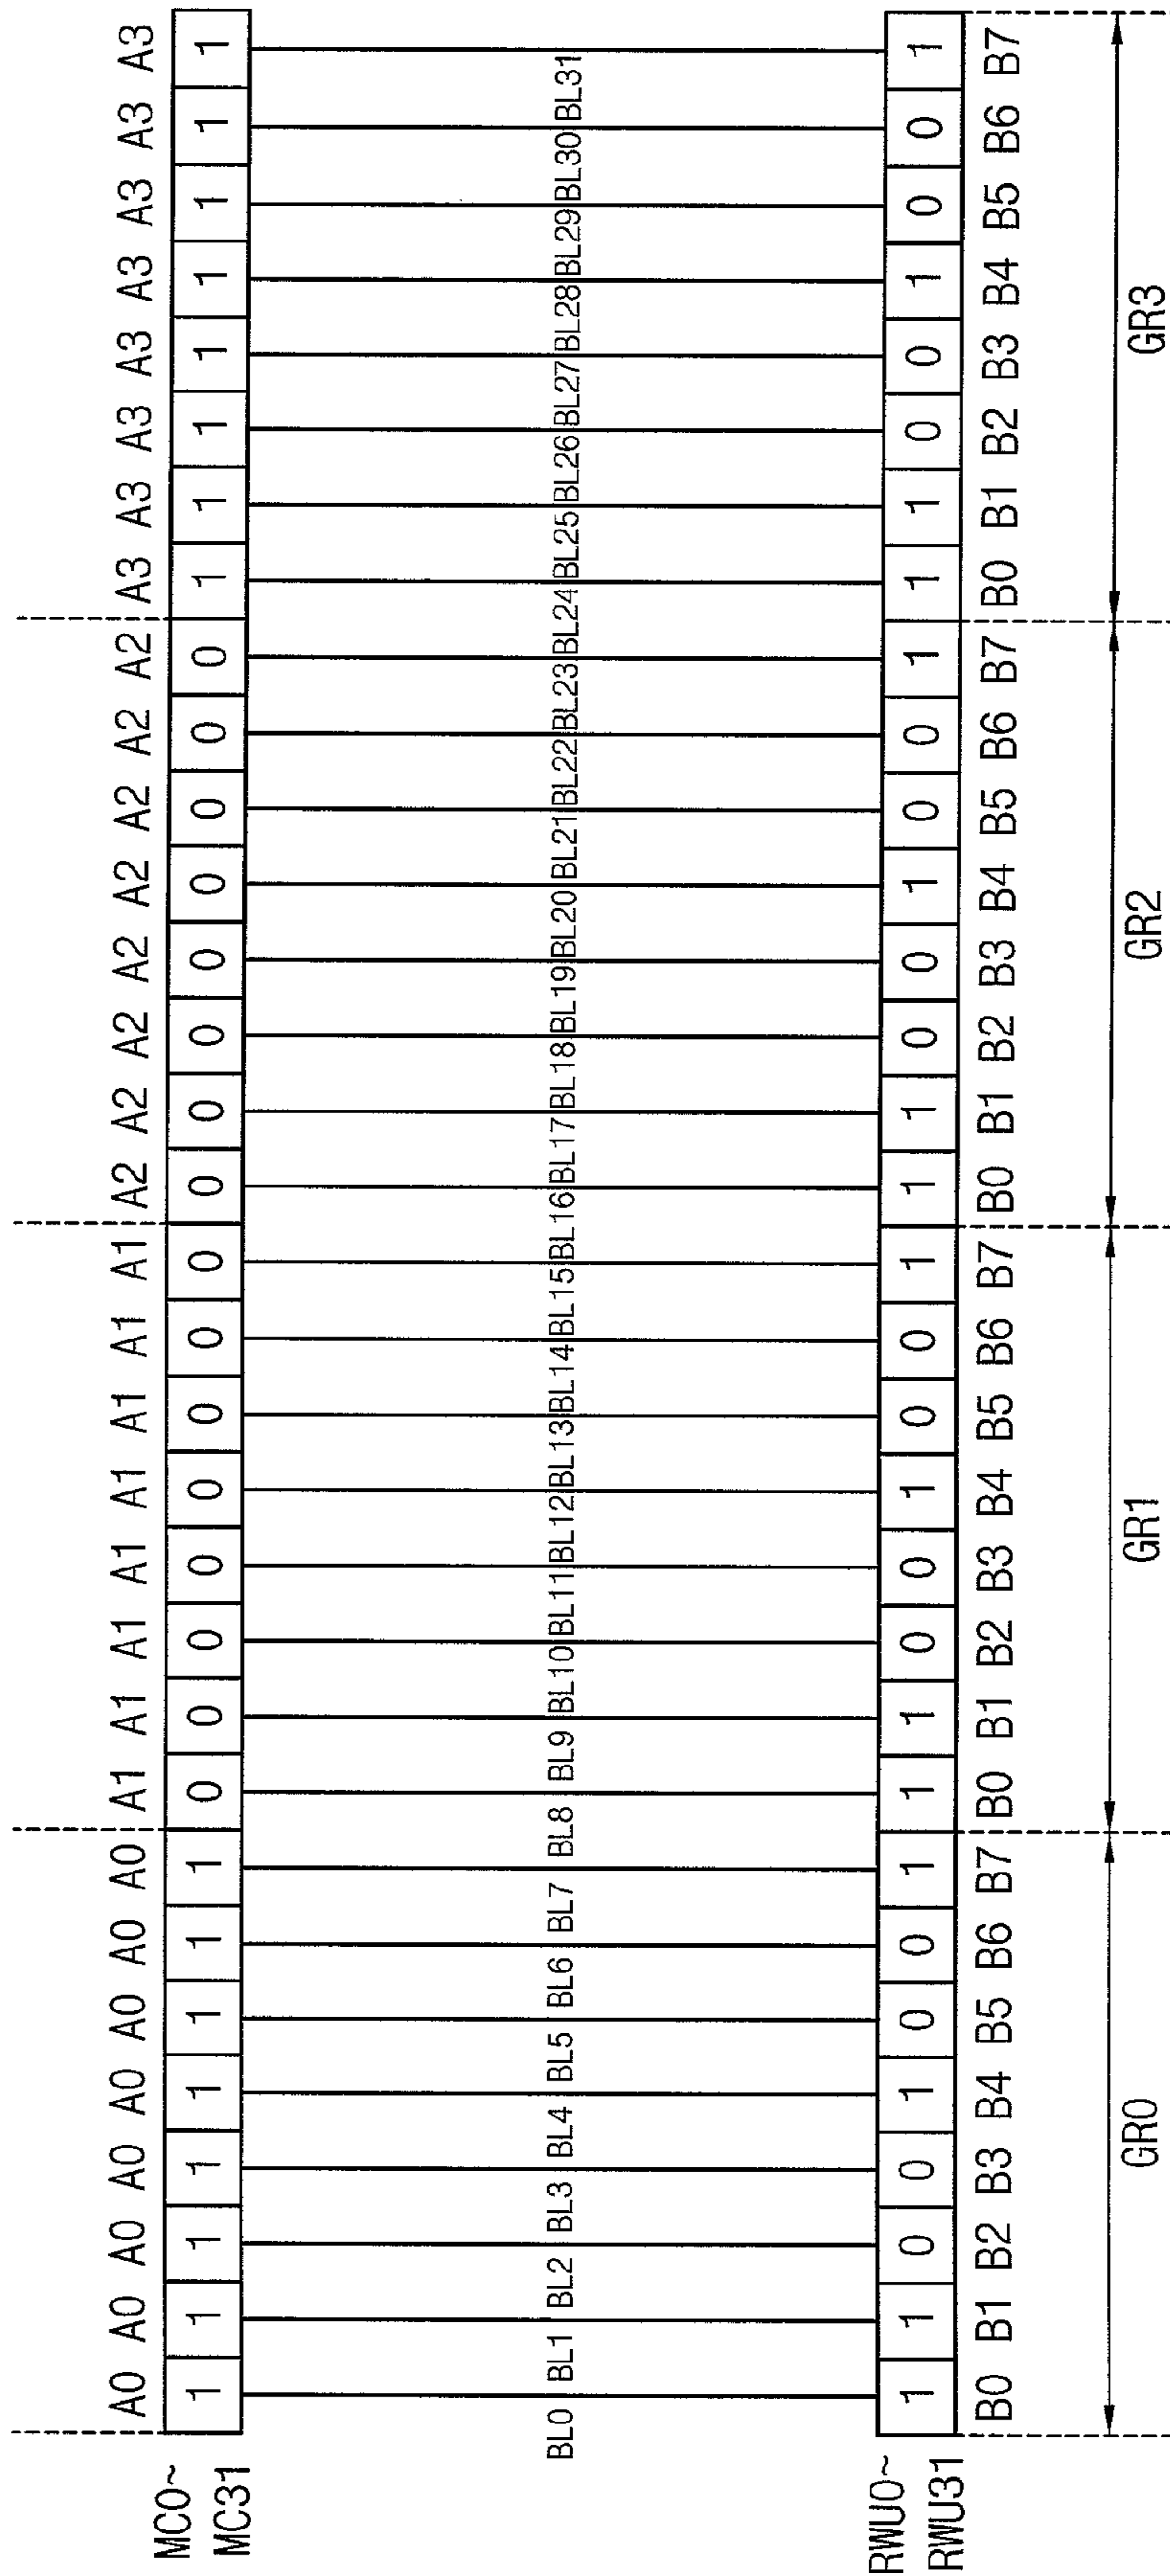 A0 A0 A0 A0 A0 A0 A0 A0 A1 A1 A1 A1 A1 A1 A1 A1 A2 A2 A2 A2 A2 A2 A2 A2 A3 A3 A3 A3 A3 A3 A3 A3
MC0~
MC31
1 1 1 1 1 1 1 1 0 0 0 0 0 0 0 0 0 0 0 0 0 0 0 0 1 1 1 1 1 1 1 1
BL0 BL1 BL2 BL3 BL4 BL5 BL6 BL7 BL8 BL9 BL10 BL11 BL12 BL13 BL14 BL15 BL16 BL17 BL18 BL19 BL20 BL21 BL22 BL23 BL24 BL25 BL26 BL27 BL28 BL29 BL30 BL31
RWU0~
RWU31
1 1 0 0 1 0 0 1 1 1 0 0 1 0 0 1 1 1 0 0 1 0 0 1 1 1 0 0 1 0 0 1
B0 B1 B2 B3 B4 B5 B6 B7 B0 B1 B2 B3 B4 B5 B6 B7 B0 B1 B2 B3 B4 B5 B6 B7 B0 B1 B2 B3 B4 B5 B6 B7
GR0 GR1 GR2 GR3